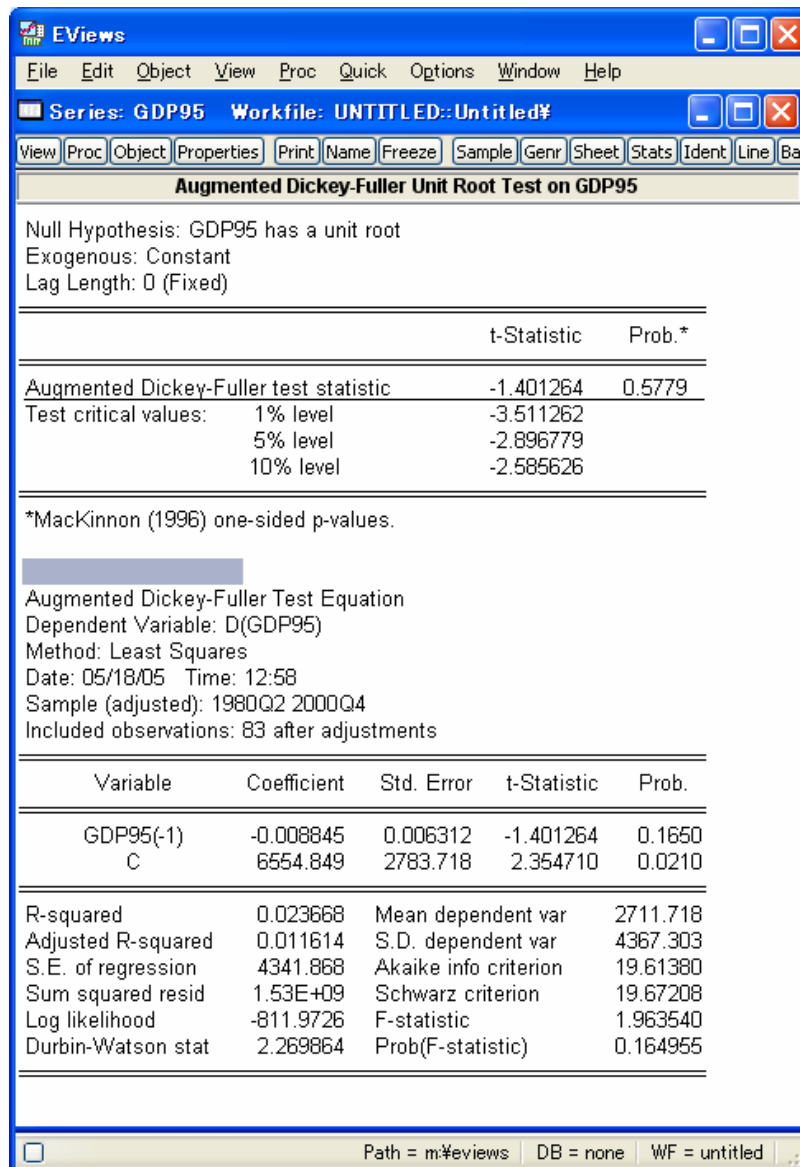 EViews
File Edit Object View Proc Quick Options Window Help
Series: GDP95 Workfile: UNTITLED::Untitled¥
View Proc Object Properties Print Name Freeze Sample Genr Sheet Stats Ident Line Ba
Augmented Dickey-Fuller Unit Root Test on GDP95
Null Hypothesis: GDP95 has a unit root
Exogenous: Constant
Lag Length: 0 (Fixed)
t-Statistic Prob.*
Augmented Dickey-Fuller test statistic -1.401264 0.5779
Test critical values: 1% level -3.511262
5% level -2.896779
10% level -2.585626
*MacKinnon (1996) one-sided p-values.
Augmented Dickey-Fuller Test Equation
Dependent Variable: D(GDP95)
Method: Least Squares
Date: 05/18/05 Time: 12:58
Sample (adjusted): 1980Q2 2000Q4
Included observations: 83 after adjustments
Variable Coefficient Std. Error t-Statistic Prob.
GDP95(-1) -0.008845 0.006312 -1.401264 0.1650
C 6554.849 2783.718 2.354710 0.0210
R-squared 0.023668 Mean dependent var 2711.718
Adjusted R-squared 0.011614 S.D. dependent var 4367.303
S.E. of regression 4341.868 Akaike info criterion 19.61380
Sum squared resid 1.53E+09 Schwarz criterion 19.67208
Log likelihood -811.9726 F-statistic 1.963540
Durbin-Watson stat 2.269864 Prob(F-statistic) 0.164955
Path = m:¥eviews DB = none WF = untitled